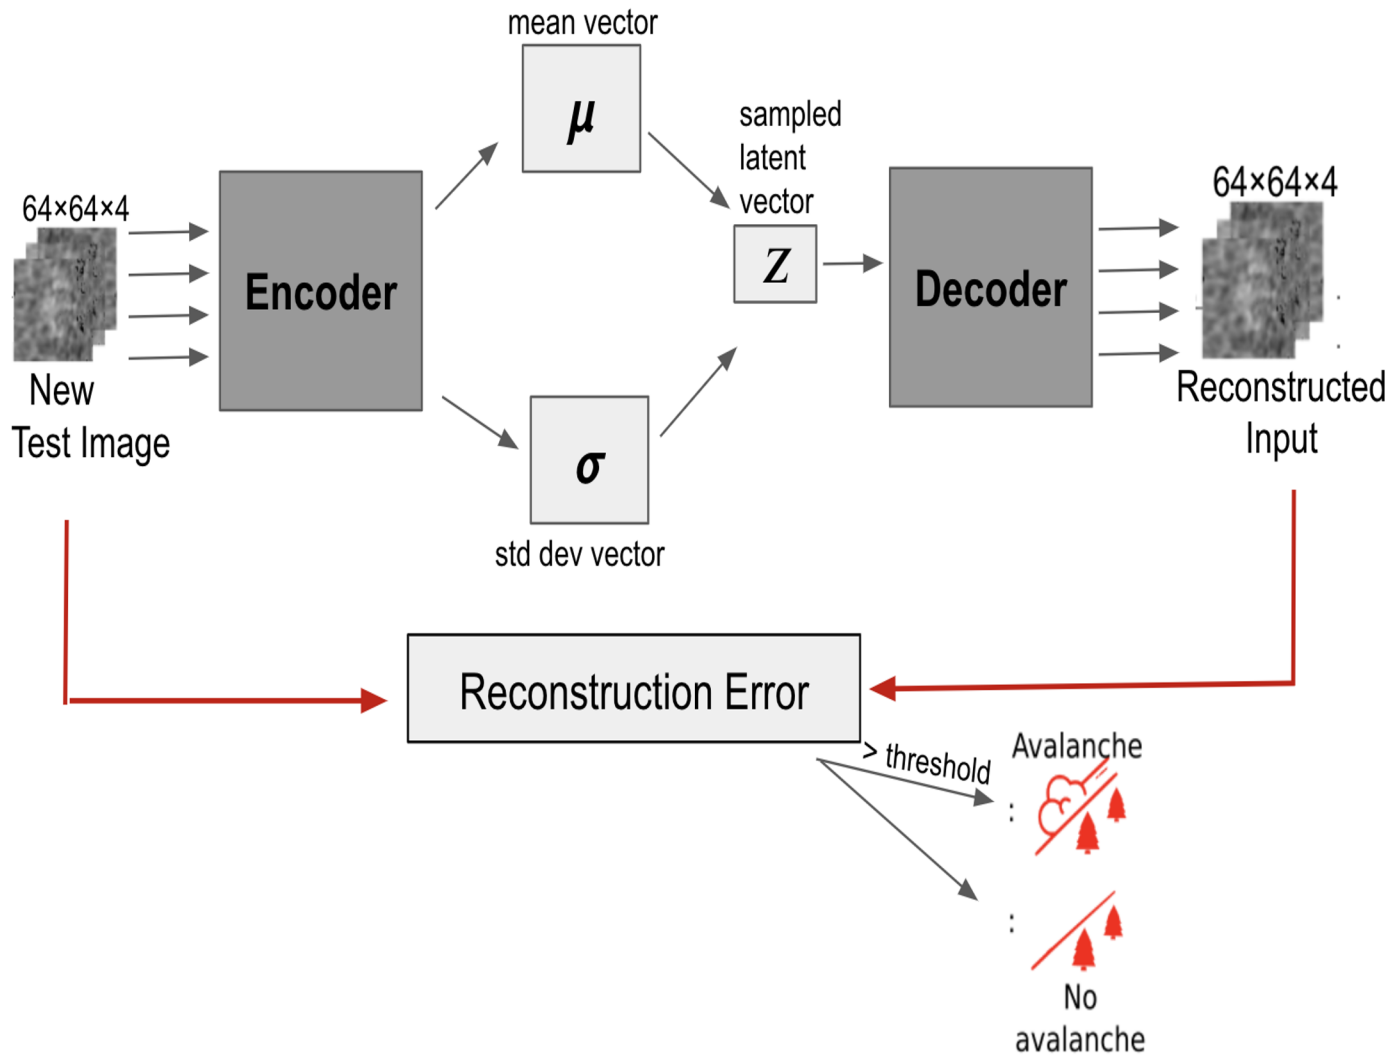 mean vector
μ
sampled
latent
vector
64×64×4
64×64×4
Encoder
Z
Decoder
New
Test Image
Reconstructed
Input
σ
std dev vector
Reconstruction Error
> threshold
Avalanche
:
:
No
avalanche